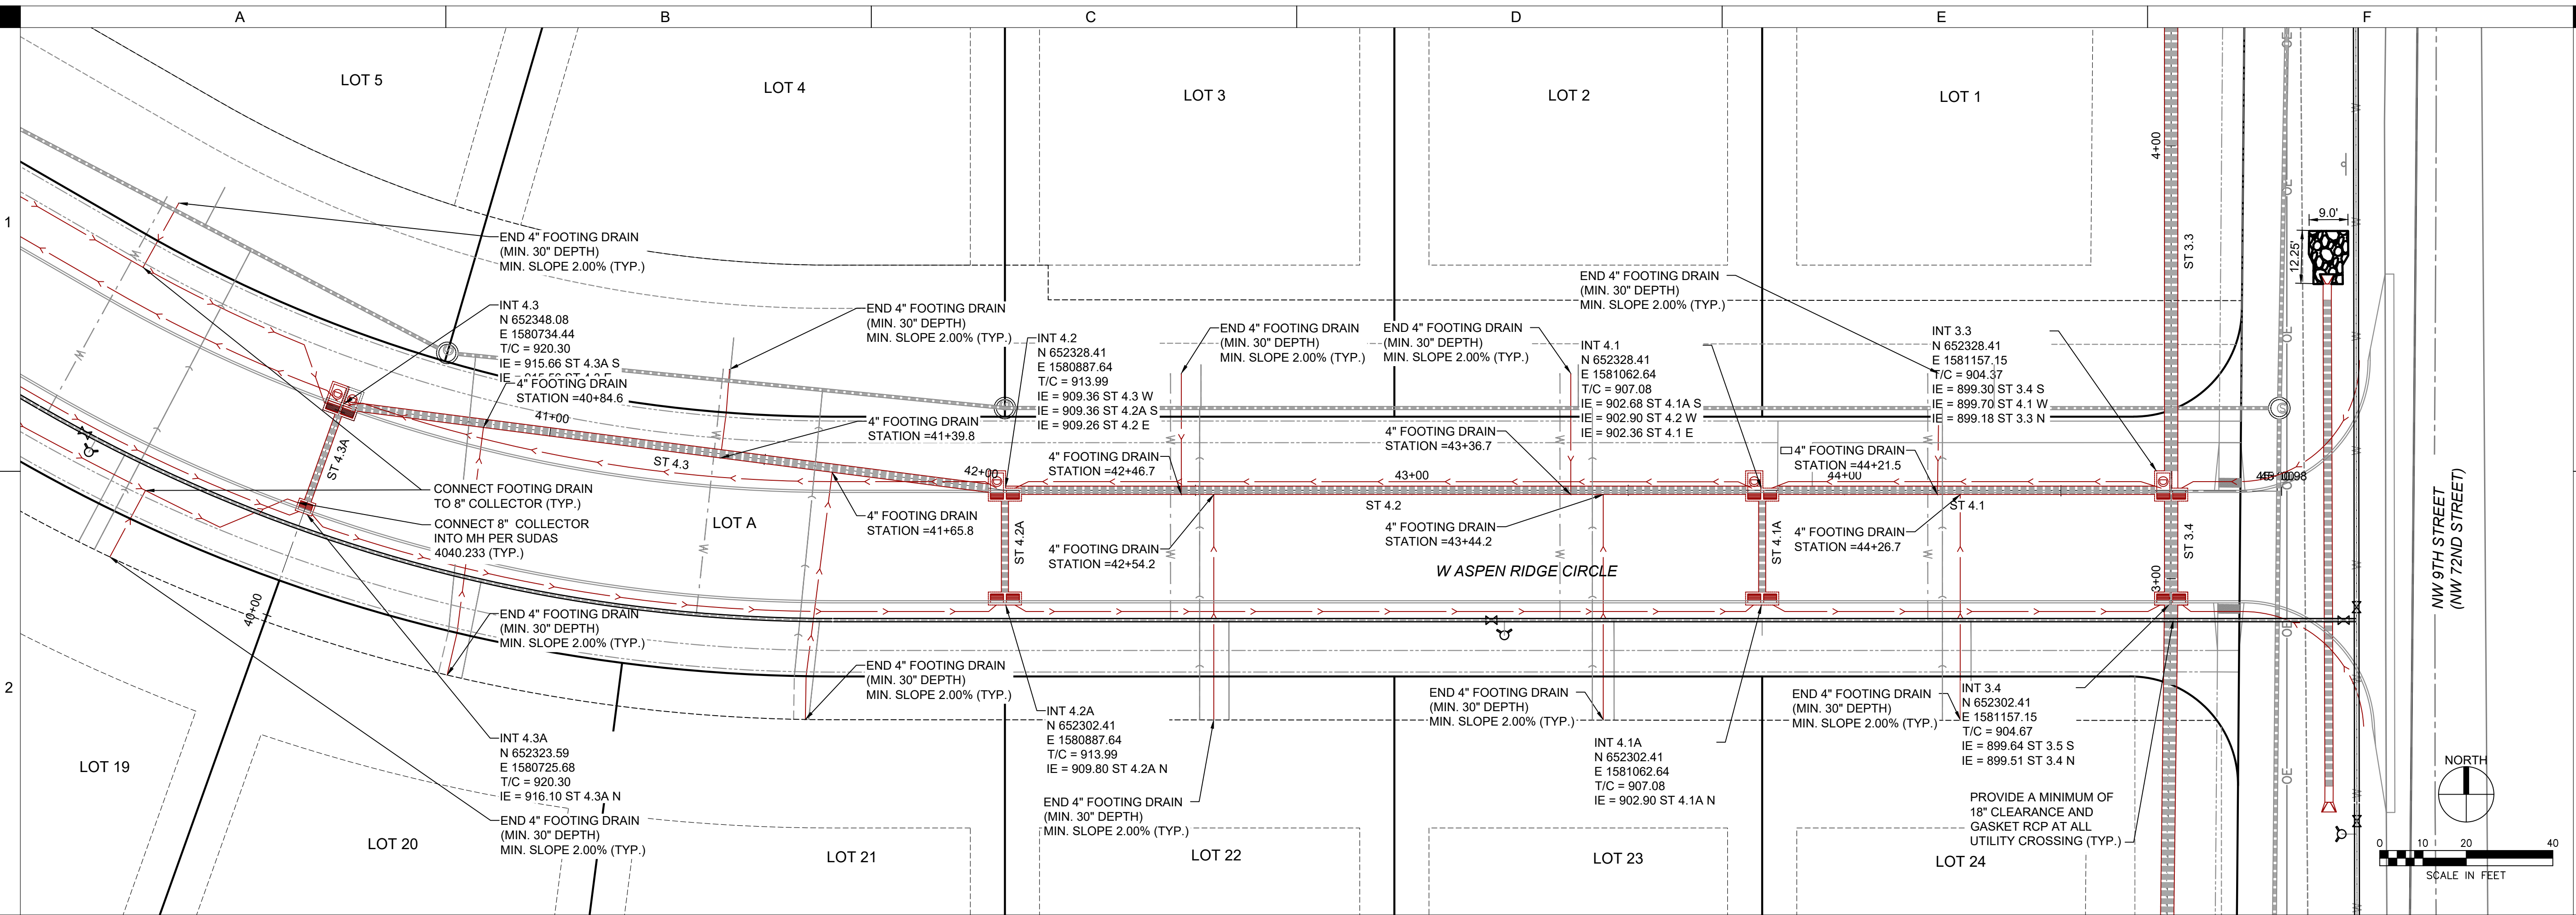 A
B
C
D
E
F
1
2
LOT 5
LOT 4
LOT 3
LOT 2
LOT 1
4+00
ST 3.3
9.0'
12.25'
OE
OE
OE
OE
OE
END 4" FOOTING DRAIN
(MIN. 30" DEPTH)
MIN. SLOPE 2.00% (TYP.)
INT 4.3
N 652348.08
E 1580734.44
T/C = 920.30
IE = 915.66 ST 4.3A S
4" FOOTING DRAIN
STATION =40+84.6
41+00
END 4" FOOTING DRAIN
(MIN. 30" DEPTH)
MIN. SLOPE 2.00% (TYP.)
INT 4.2
N 652328.41
E 1580887.64
T/C = 913.99
IE = 909.36 ST 4.3 W
IE = 909.36 ST 4.2A S
IE = 909.26 ST 4.2 E
END 4" FOOTING DRAIN
(MIN. 30" DEPTH)
MIN. SLOPE 2.00% (TYP.)
END 4" FOOTING DRAIN
(MIN. 30" DEPTH)
MIN. SLOPE 2.00% (TYP.)
END 4" FOOTING DRAIN
(MIN. 30" DEPTH)
MIN. SLOPE 2.00% (TYP.)
INT 4.1
N 652328.41
E 1581062.64
T/C = 907.08
IE = 902.68 ST 4.1A S
IE = 902.90 ST 4.2 W
IE = 902.36 ST 4.1 E
INT 3.3
N 652328.41
E 1581157.15
T/C = 904.37
IE = 899.30 ST 3.4 S
IE = 899.70 ST 4.1 W
IE = 899.18 ST 3.3 N
4" FOOTING DRAIN
STATION =41+39.8
4" FOOTING DRAIN
STATION =42+46.7
4" FOOTING DRAIN
STATION =43+36.7
4" FOOTING DRAIN
STATION =44+21.5
ST 4.3A
ST 4.3
42+00
43+00
44+00
ST 4.2
ST 4.1
CONNECT FOOTING DRAIN
TO 8" COLLECTOR (TYP.)
CONNECT 8" COLLECTOR
INTO MH PER SUDAS
4040.233 (TYP.)
LOT A
4" FOOTING DRAIN
STATION =41+65.8
4" FOOTING DRAIN
STATION =42+54.2
4" FOOTING DRAIN
STATION =43+44.2
4" FOOTING DRAIN
STATION =44+26.7
ST 4.2A
ST 4.1A
ST 3.4
W ASPEN RIDGE CIRCLE
3+00
NW 9TH STREET
(NW 72ND STREET)
40+00
END 4" FOOTING DRAIN
(MIN. 30" DEPTH)
MIN. SLOPE 2.00% (TYP.)
END 4" FOOTING DRAIN
(MIN. 30" DEPTH)
MIN. SLOPE 2.00% (TYP.)
INT 4.2A
N 652302.41
E 1580887.64
T/C = 913.99
IE = 909.80 ST 4.2A N
END 4" FOOTING DRAIN
(MIN. 30" DEPTH)
MIN. SLOPE 2.00% (TYP.)
END 4" FOOTING DRAIN
(MIN. 30" DEPTH)
MIN. SLOPE 2.00% (TYP.)
INT 3.4
N 652302.41
E 1581157.15
T/C = 904.67
IE = 899.64 ST 3.5 S
IE = 899.51 ST 3.4 N
INT 4.3A
N 652323.59
E 1580725.68
T/C = 920.30
IE = 916.10 ST 4.3A N
INT 4.1A
N 652302.41
E 1581062.64
T/C = 907.08
IE = 902.90 ST 4.1A N
END 4" FOOTING DRAIN
(MIN. 30" DEPTH)
MIN. SLOPE 2.00% (TYP.)
END 4" FOOTING DRAIN
(MIN. 30" DEPTH)
MIN. SLOPE 2.00% (TYP.)
PROVIDE A MINIMUM OF
18" CLEARANCE AND
GASKET RCP AT ALL
UTILITY CROSSING (TYP.)
LOT 19
LOT 20
LOT 21
LOT 22
LOT 23
LOT 24
NORTH
0 10 20 40
SCALE IN FEET